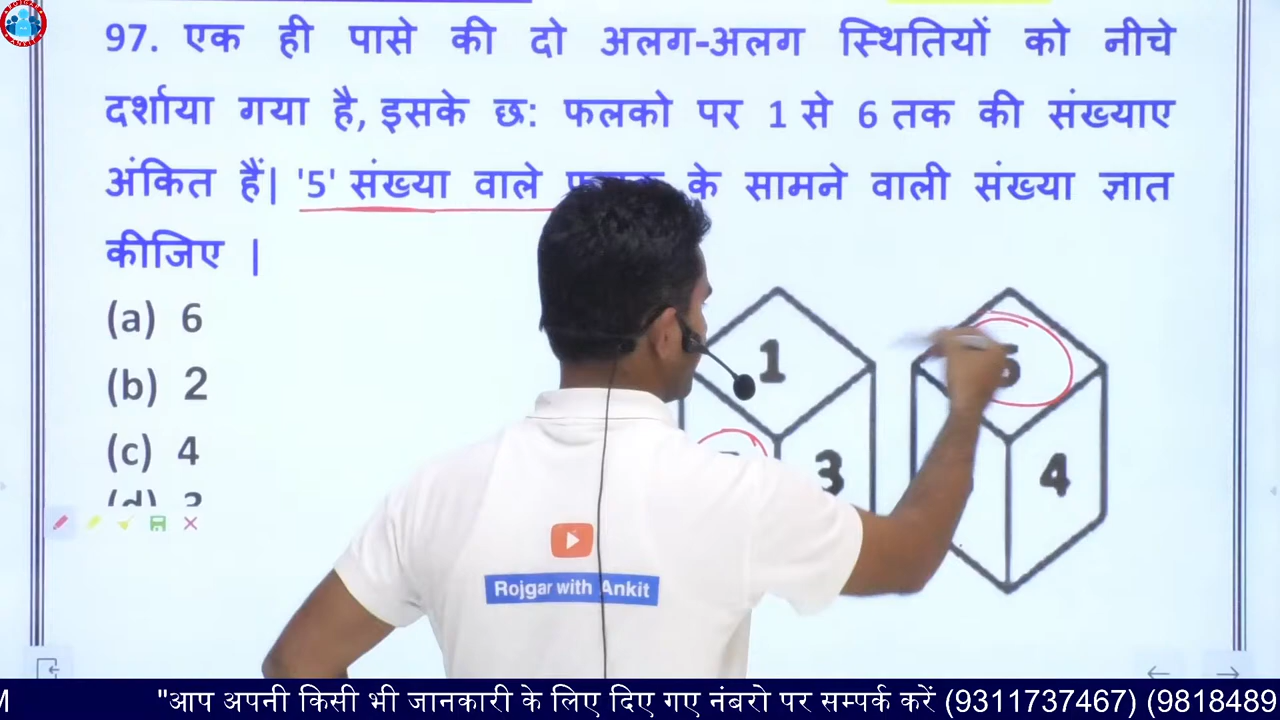 97. एक ही पासे की दो अलग-अलग स्थितियों को नीचे
दर्शाया गया है, इसके छ: फलको पर 1 से 6 तक की संख्याए
अंकित हैं| '5' संख्या वाले के सामने वाली संख्या ज्ञात
कीजिए |
(a) 6
(b) 2
(c) 4
1
3
4
Rojgar with Ankit
"आप अपनी किसी भी जानकारी के लिए दिए गए नंबरो पर सम्पर्क करें (9311737467) (9818489